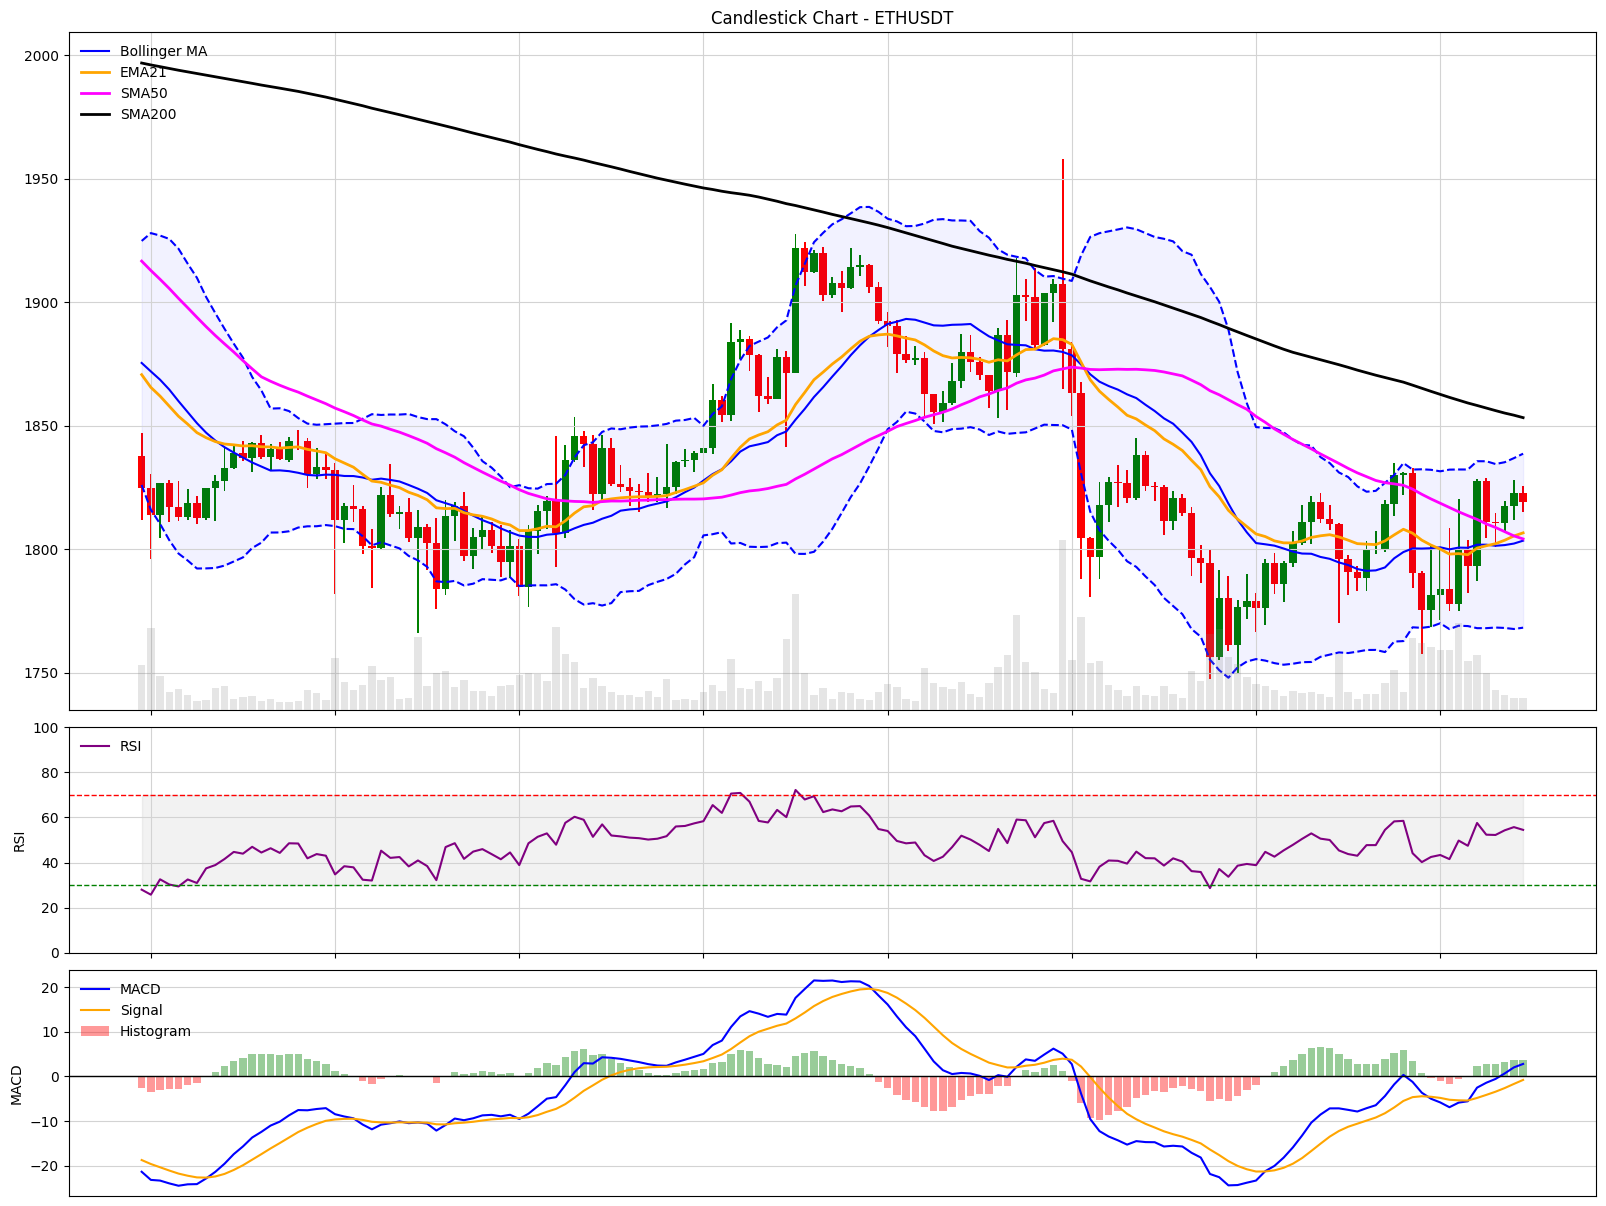 Candlestick Chart - ETHUSDT
Bollinger MA
EMA21
SMA50
SMA200
2000
1950
1900
1850
1800
1750
RSI
RSI
100
80
60
40
20
0
MACD
Signal
Histogram
MACD
20
10
0
−10
−20